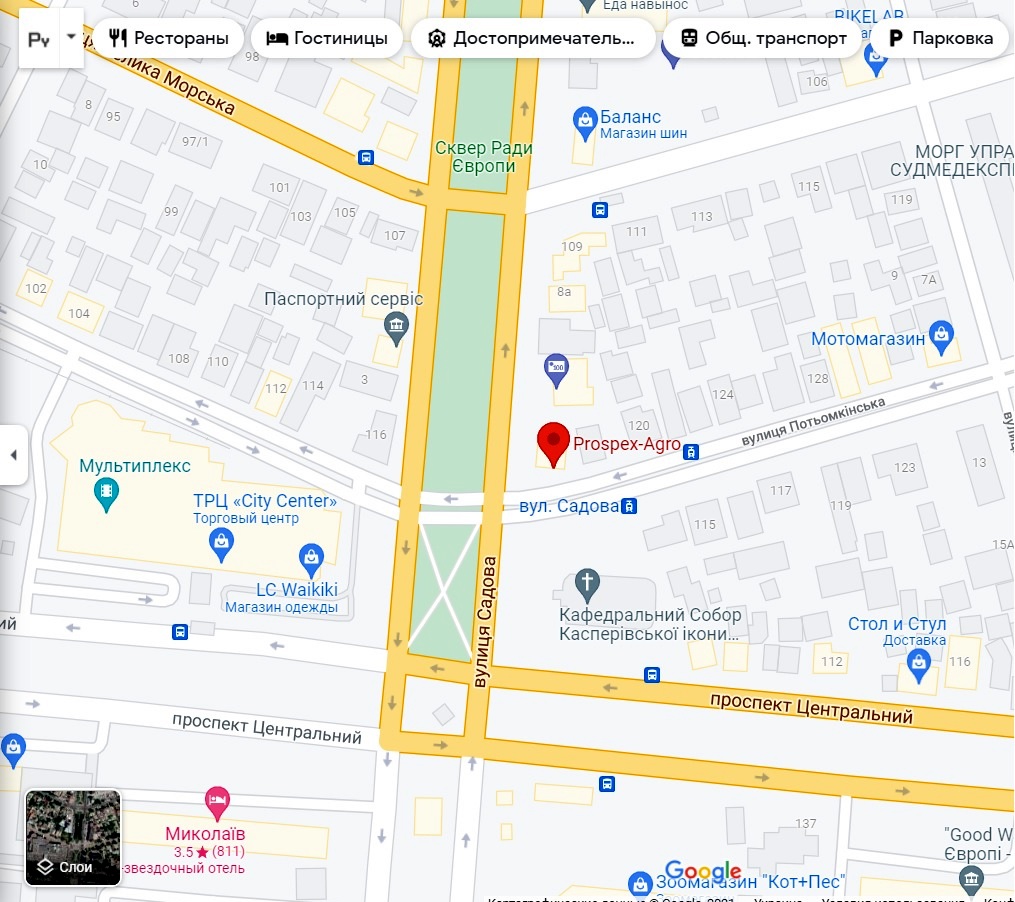 6
Еда навынос
BIKELAB
Ру
Рестораны
Гостиницы
Достопримечатель...
Общ. транспорт
Парковка
98
106
лика Морська
8
95
97/1
Баланс
Магазин шин
Сквер Ради
Європи
МОРГ УПРА
СУДМЕДЕКСП
10
101
115
99
103
105
119
113
107
111
109
9
7А
102
8а
104
Паспортний сервіс
Мотомагазин
108
110
112
114
3
128
124
вулиця Потьомкінська
116
120
Prospex-Agro
Мультиплекс
123
13
ТРЦ «City Center»
Торговый центр
вул. Садова
117
119
115
15А
LC Waikiki
Магазин одежды
вулиця Садова
Кафедральний Собор
Касперівської ікони...
ий
Стол и Стул
Доставка
112
116
проспект Центральний
проспект Центральний
Миколаїв
3.5 ★ (811)
-звездочный отель
137
"Good W
Європі -
Слои
Google
Зоомагазин "Кот+Пес"